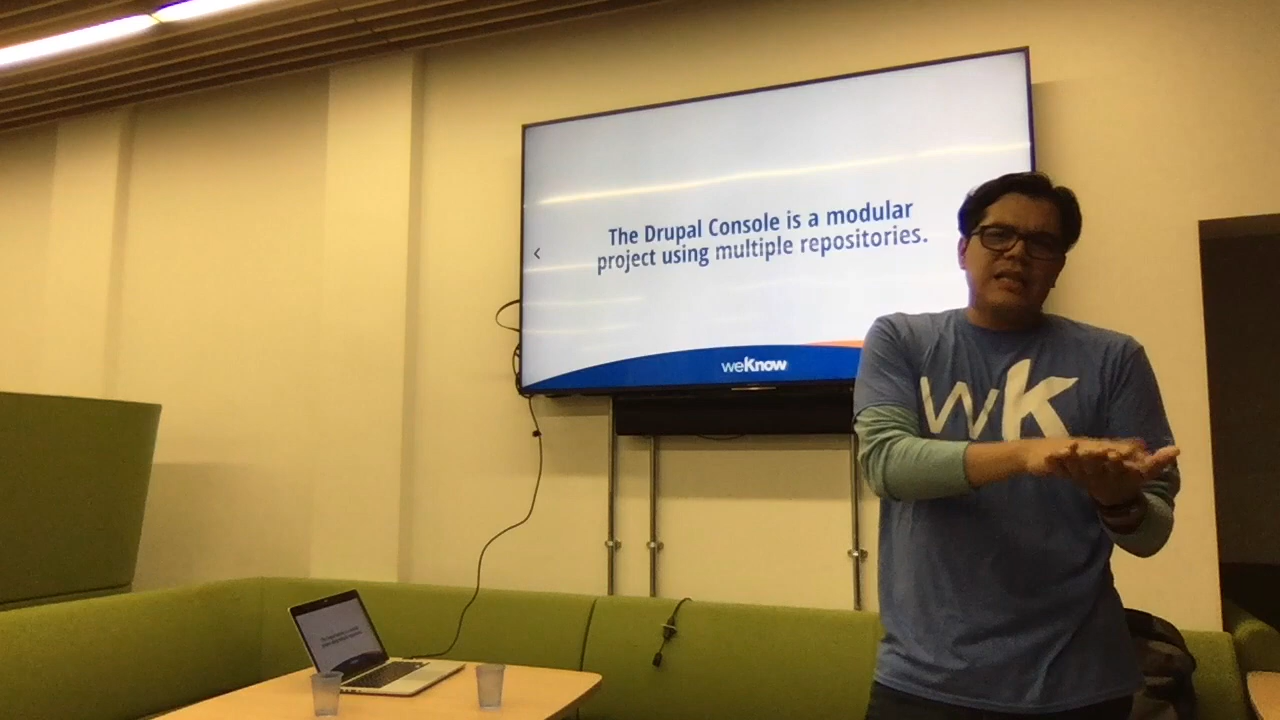 The Drupal Console is a modular
project using multiple repositories.
weKnow
wk